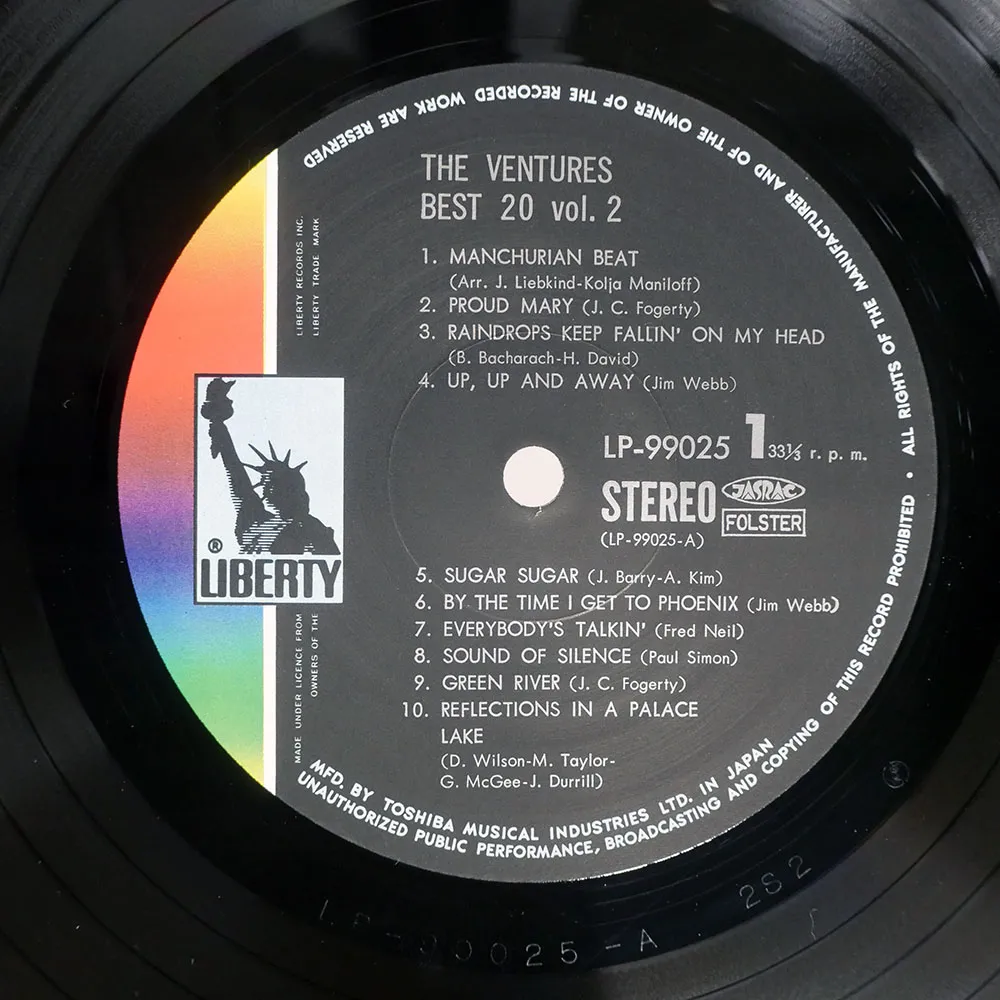 THE VENTURES
BEST 20 vol. 2
1. MANCHURIAN BEAT
(Arr. J. Liebkind-Kolja Maniloff)
2. PROUD MARY (J. C. Fogerty)
3. RAINDROPS KEEP FALLIN' ON MY HEAD
(B. Bacharach-H. David)
4. UP, UP AND AWAY (Jim Webb)
LP-99025 1 33⅓ r. p. m.
STEREO JASRAC
FOLSTER
(LP-99025-A)
® LIBERTY
5. SUGAR SUGAR (J. Barry-A. Kim)
6. BY THE TIME I GET TO PHOENIX (Jim Webb)
7. EVERYBODY'S TALKIN' (Fred Neil)
8. SOUND OF SILENCE (Paul Simon)
9. GREEN RIVER (J. C. Fogerty)
10. REFLECTIONS IN A PALACE
LAKE
(D. Wilson-M. Taylor-
G. McGee-J. Durrill)
LIBERTY RECORDS INC.
LIBERTY TRADE MARK
MADE UNDER LICENCE FROM
OWNERS OF THE
MFD. BY TOSHIBA MUSICAL INDUSTRIES LTD. IN JAPAN
UNAUTHORIZED PUBLIC PERFORMANCE, BROADCASTING AND COPYING OF THIS RECORD PROHIBITED • ALL RIGHTS OF THE MANUFACTURER AND OF THE OWNER OF THE RECORDED WORK ARE RESERVED
LP-99025-A 2S2